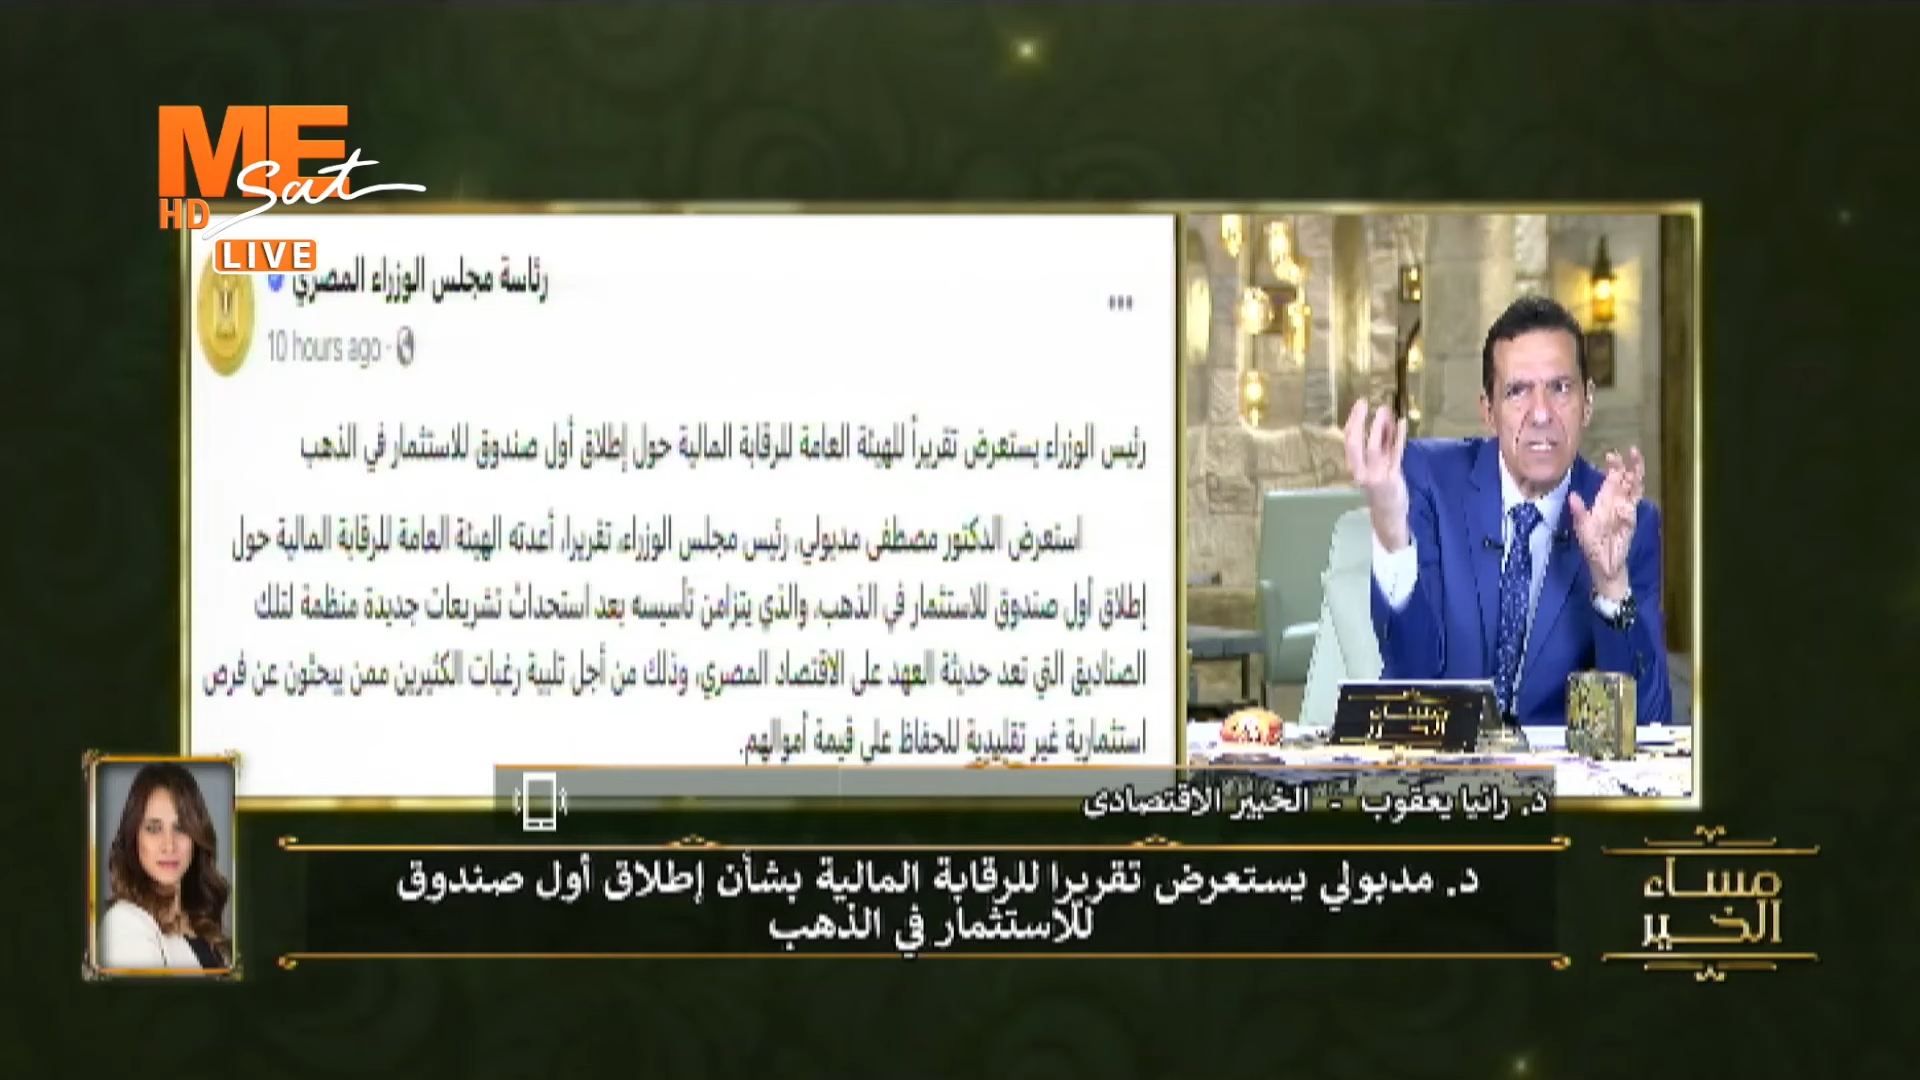 ME
Sat
HD
LIVE
رئاسة مجلس الوزراء المصري
10 hours ago ·
رئيس الوزراء يستعرض تقريراً للهيئة العامة للرقابة المالية حول إطلاق أول صندوق للاستثمار في الذهب
استعرض الدكتور مصطفى مدبولي، رئيس مجلس الوزراء، تقريرا، أعدته الهيئة العامة للرقابة المالية حول
إطلاق أول صندوق للاستثمار في الذهب، والذي يتزامن تأسيسه بعد استحداث تشريعات جديدة منظمة لتلك
الصناديق التي تعد حديثة العهد على الاقتصاد المصري، وذلك من أجل تلبية رغبات الكثيرين ممن يبحثون عن فرص
استثمارية غير تقليدية للحفاظ على قيمة أموالهم.
مساء
الخير
د. رانيا يعقوب - الخبير الاقتصادى
د. مدبولي يستعرض تقريرا للرقابة المالية بشأن إطلاق أول صندوق
للاستثمار في الذهب
مساء
الخير